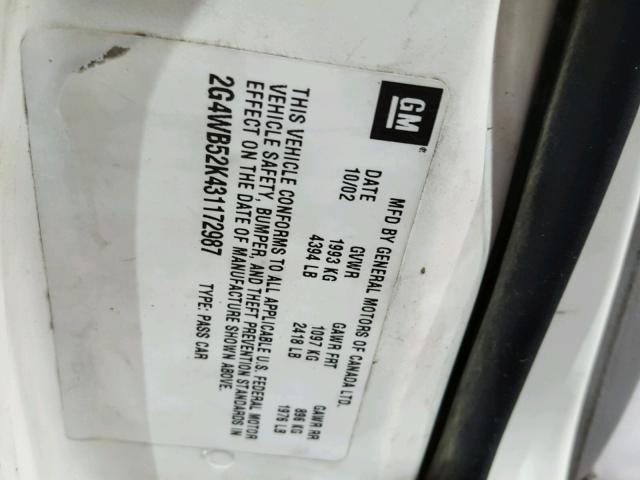 GM
MFD BY GENERAL MOTORS OF CANADA LTD.
DATE GVWR GAWR FRT GAWR RR
10/02 1993 KG 1097 KG 896 KG
4394 LB 2418 LB 1976 LB
THIS VEHICLE CONFORMS TO ALL APPLICABLE U.S. FEDERAL MOTOR
VEHICLE SAFETY, BUMPER, AND THEFT PREVENTION STANDARDS IN
EFFECT ON THE DATE OF MANUFACTURE SHOWN ABOVE.
2G4WB52K431172987 TYPE: PASS CAR